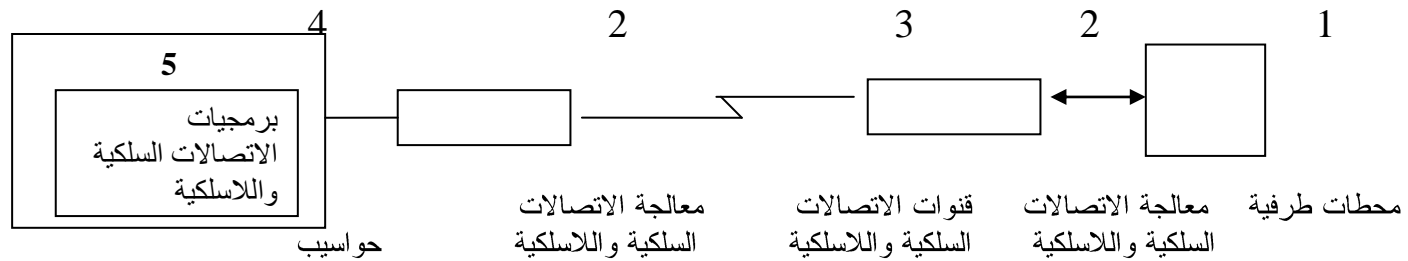 4 2 3 2 1
5
برمجيات
الاتصالات السلكية
واللاسلكية
محطات طرفية
معالجة الاتصالات
السلكية واللاسلكية
قنوات الاتصالات
السلكية واللاسلكية
معالجة الاتصالات
السلكية واللاسلكية
حواسيب